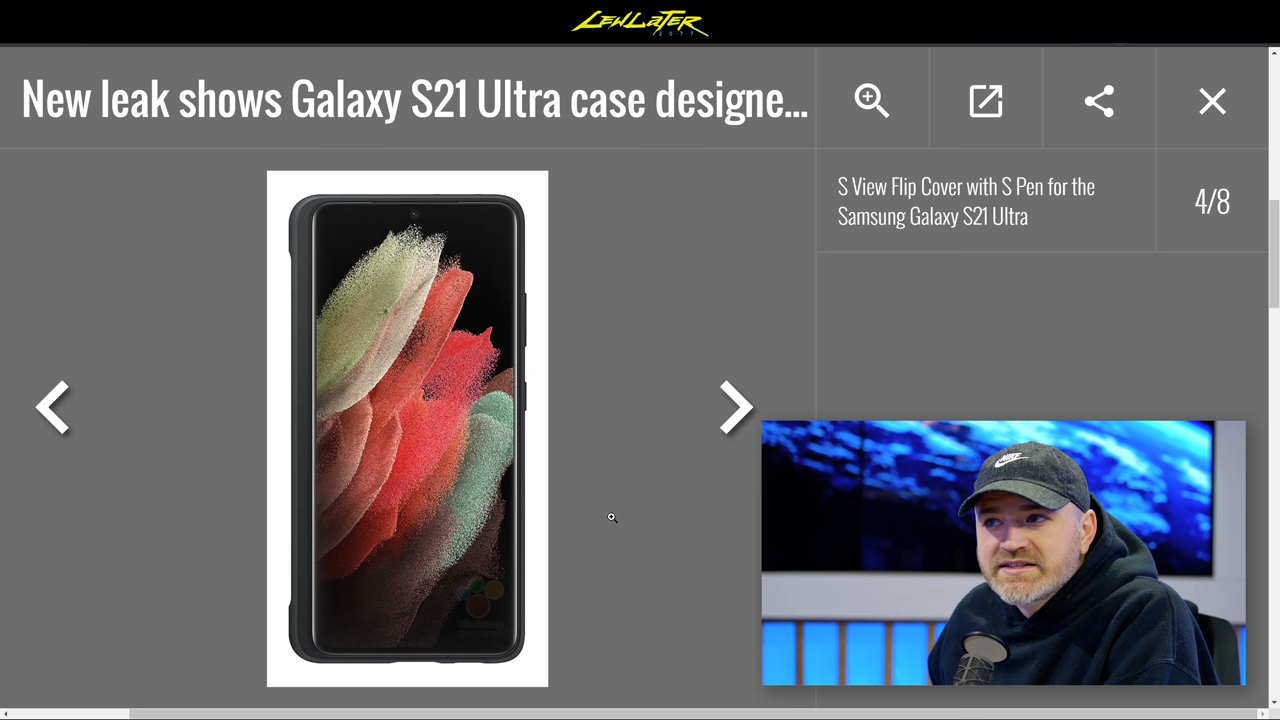 LEWLATER
2077
New leak shows Galaxy S21 Ultra case designe...
S View Flip Cover with S Pen for the
Samsung Galaxy S21 Ultra
4/8
NIKE